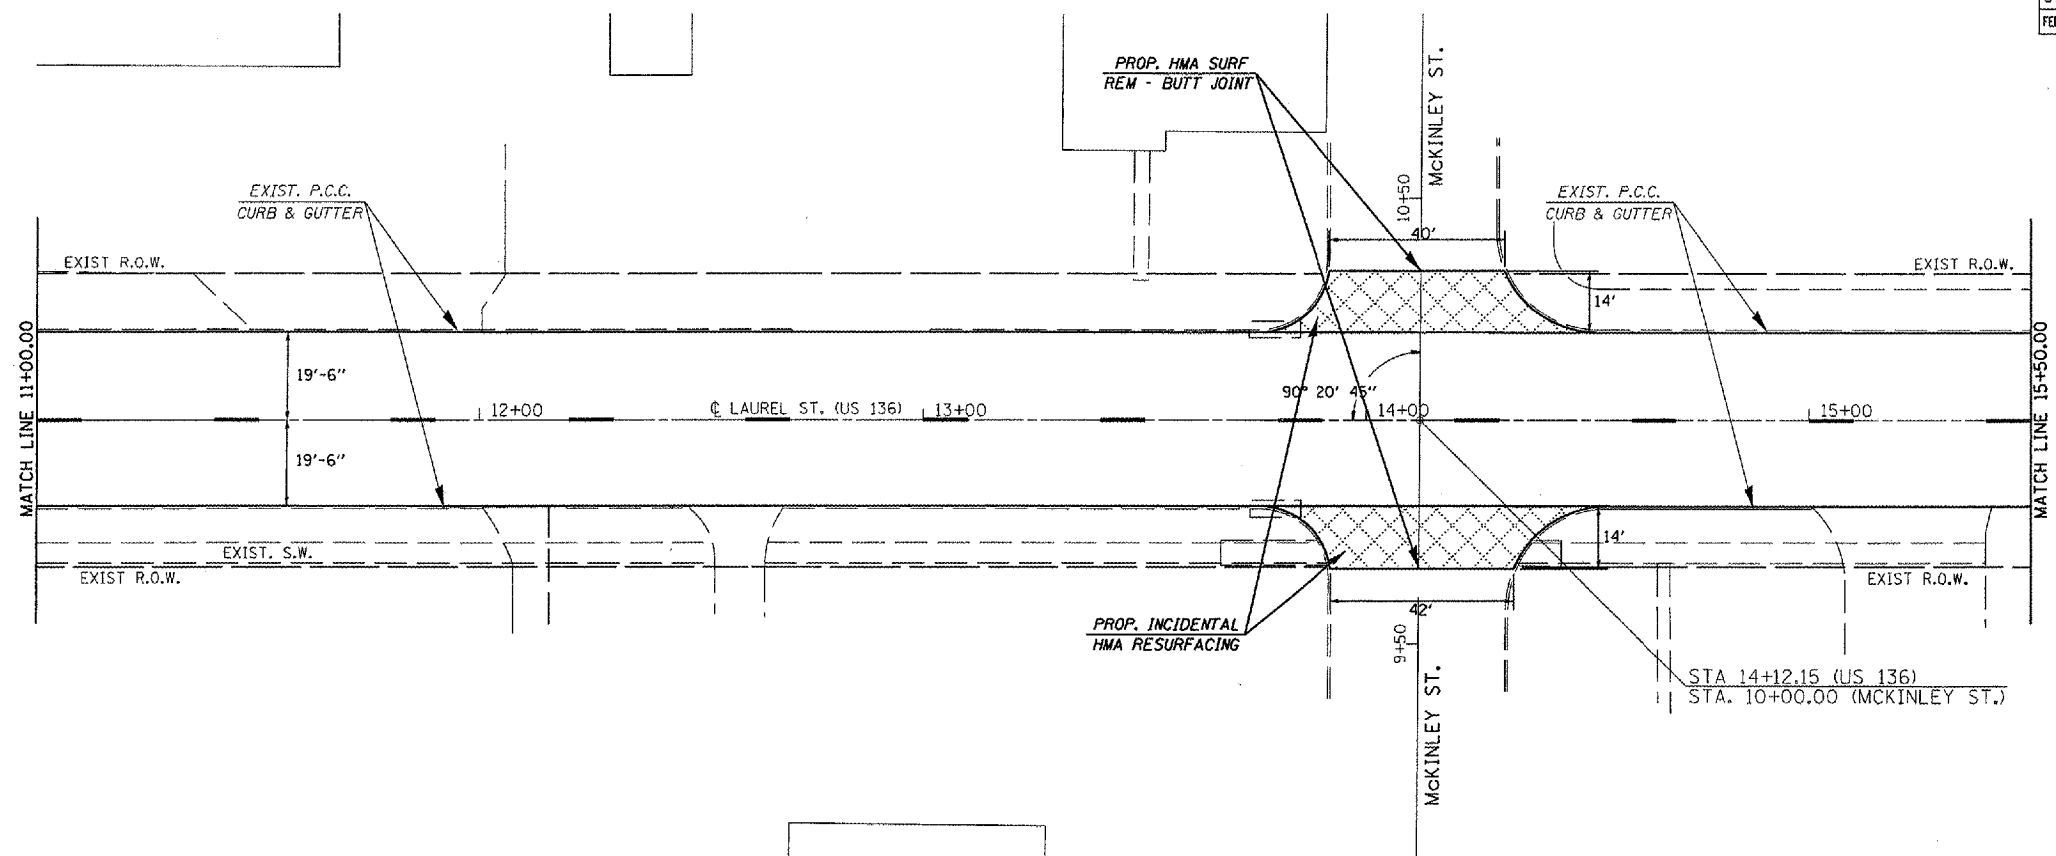 FE
PROP. HMA SURF
REM - BUTT JOINT
McKINLEY ST.
10+50
40'
EXIST. P.C.C.
CURB & GUTTER
EXIST. P.C.C.
CURB & GUTTER
EXIST R.O.W.
EXIST R.O.W.
14'
MATCH LINE 11+00.00
19'-6"
19'-6"
12+00
℄ LAUREL ST. (US 136)
13+00
90° 20' 45"
14+00
15+00
MATCH LINE 15+50.00
EXIST. S.W.
EXIST R.O.W.
14'
EXIST R.O.W.
42'
PROP. INCIDENTAL
HMA RESURFACING
9+50
McKINLEY ST.
STA 14+12.15 (US 136)
STA. 10+00.00 (MCKINLEY ST.)